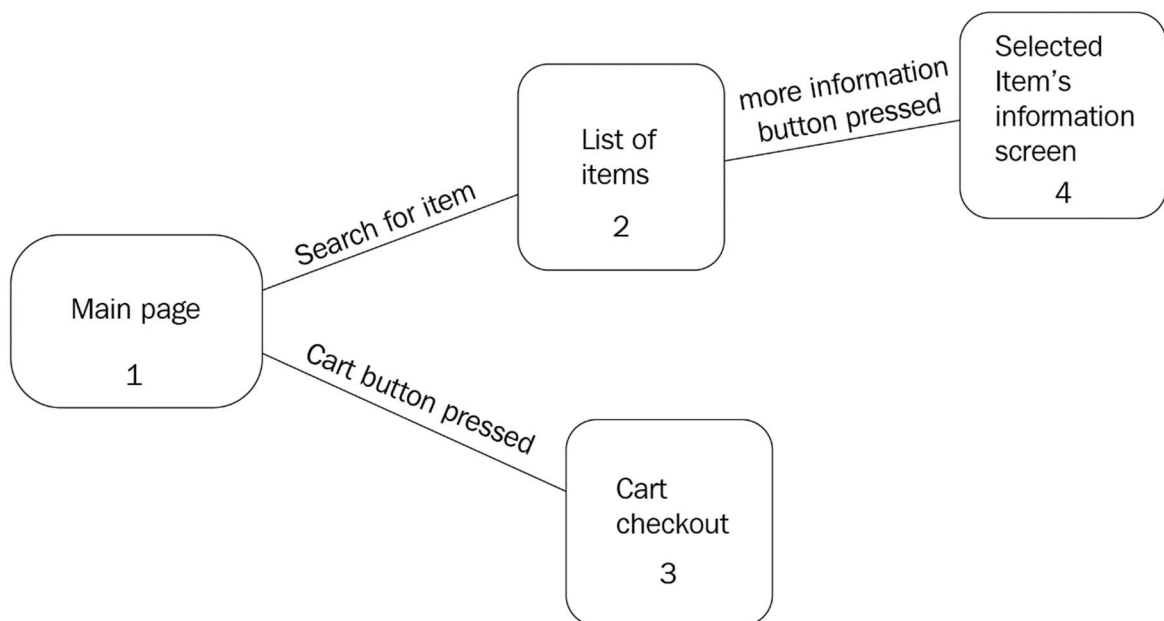 Main page
1
Search for item
Cart button pressed
List of
items
2
more information
button pressed
Selected
Item's
information
screen
4
Cart
checkout
3